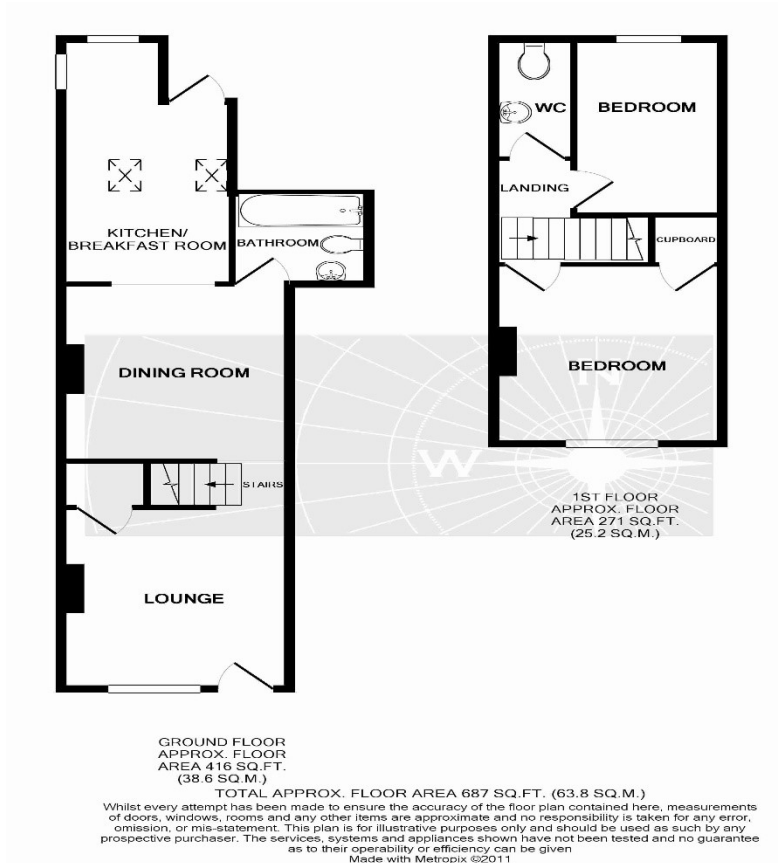 WC
BEDROOM
LANDING
CUPBOARD
BEDROOM
KITCHEN/
BREAKFAST ROOM
BATHROOM
DINING ROOM
STAIRS
LOUNGE
N
W
1ST FLOOR
APPROX. FLOOR
AREA 271 SQ.FT.
(25.2 SQ.M.)
GROUND FLOOR
APPROX. FLOOR
AREA 416 SQ.FT.
(38.6 SQ.M.)
TOTAL APPROX. FLOOR AREA 687 SQ.FT. (63.8 SQ.M.)
Whilst every attempt has been made to ensure the accuracy of the floor plan contained here, measurements
of doors, windows, rooms and any other items are approximate and no responsibility is taken for any error,
omission, or mis-statement. This plan is for illustrative purposes only and should be used as such by any
prospective purchaser. The services, systems and appliances shown have not been tested and no guarantee
as to their operability or efficiency can be given
Made with Metropix ©2011